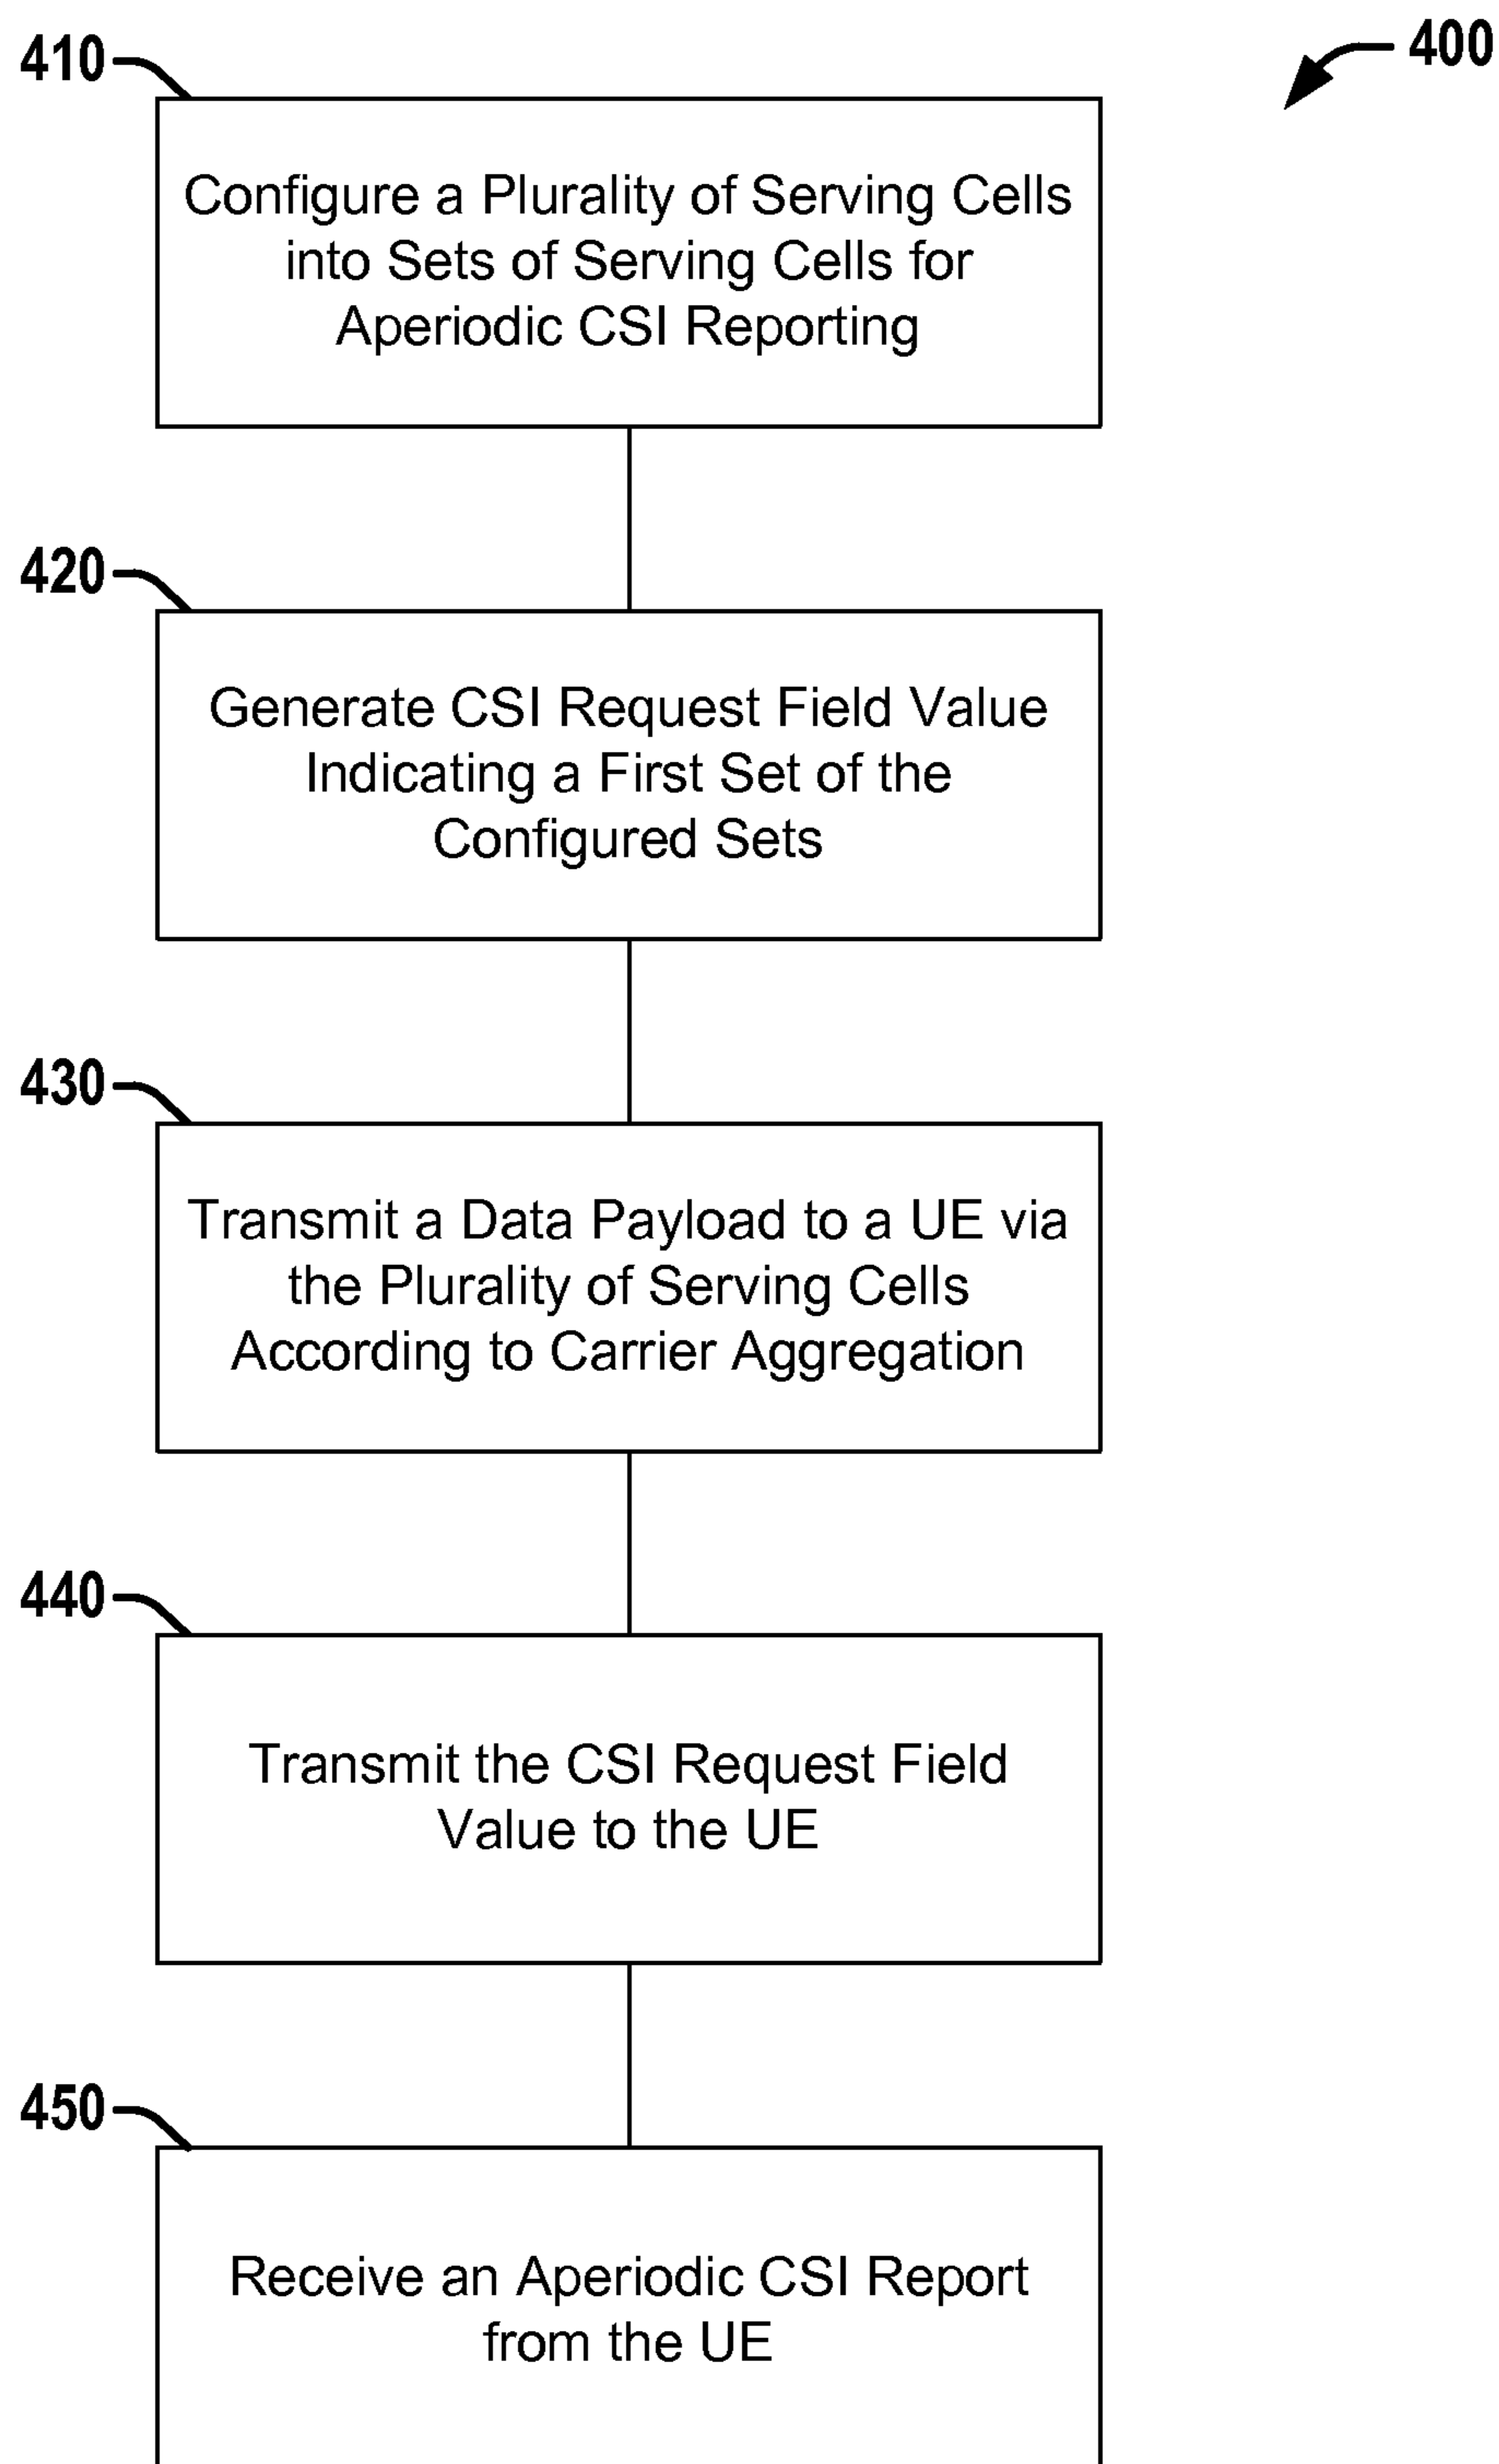 410
400
Configure a Plurality of Serving Cells
into Sets of Serving Cells for
Aperiodic CSI Reporting
420
Generate CSI Request Field Value
Indicating a First Set of the
Configured Sets
430
Transmit a Data Payload to a UE via
the Plurality of Serving Cells
According to Carrier Aggregation
440
Transmit the CSI Request Field
Value to the UE
450
Receive an Aperiodic CSI Report
from the UE